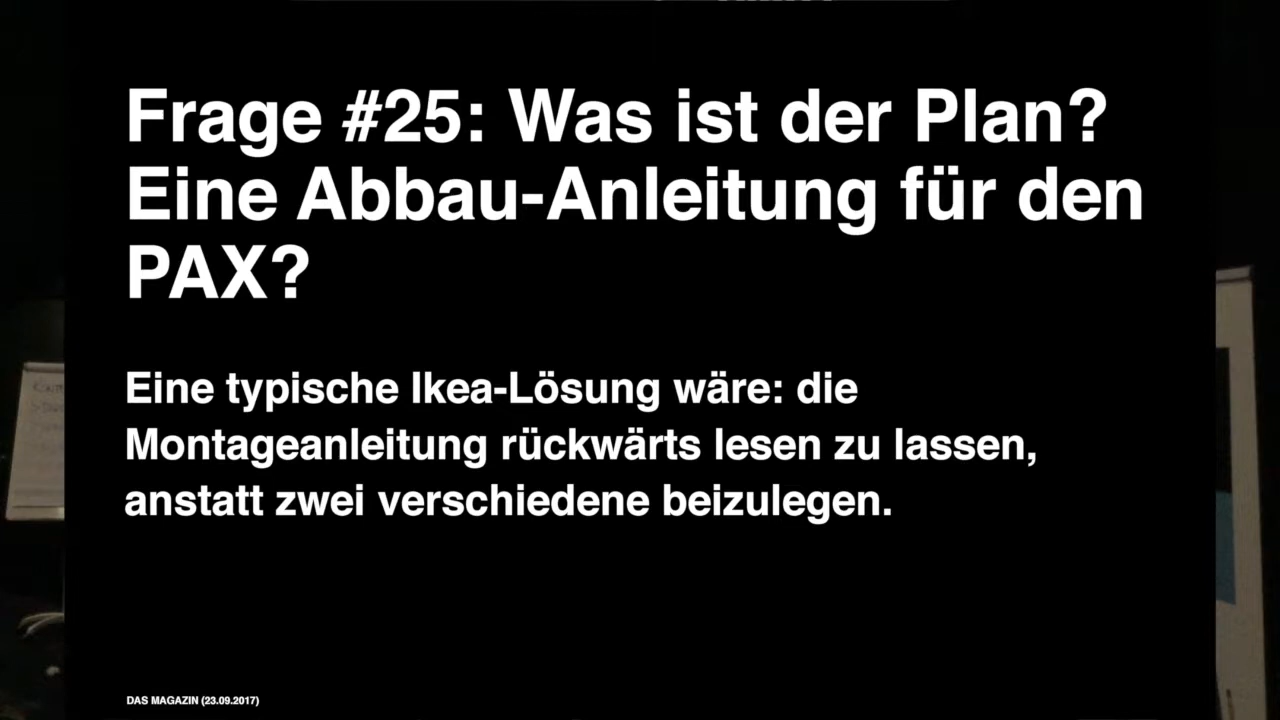 Frage #25: Was ist der Plan?
Eine Abbau-Anleitung für den
PAX?
Eine typische Ikea-Lösung wäre: die
Montageanleitung rückwärts lesen zu lassen,
anstatt zwei verschiedene beizulegen.
DAS MAGAZIN (23.09.2017)